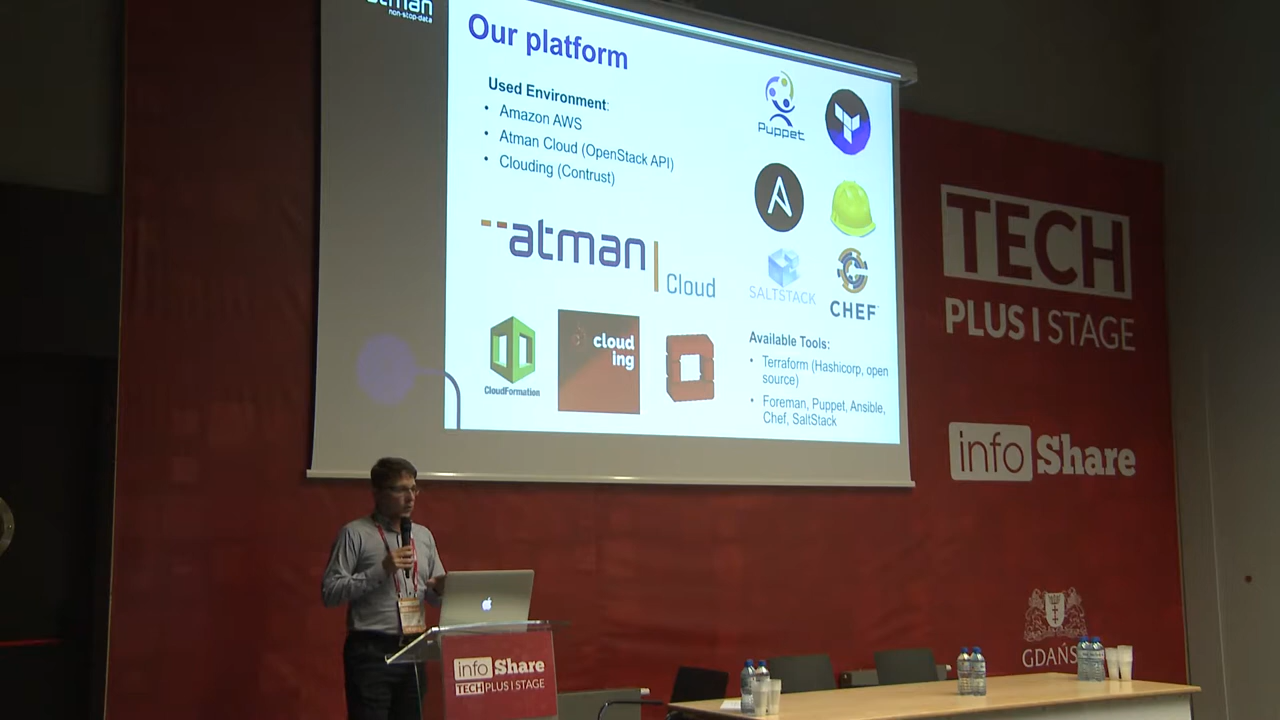 atman
non-stop-data
Our platform
Used Environment:
• Amazon AWS
• Atman Cloud (OpenStack API)
• Clouding (Contrust)
atman
Cloud
CloudFormation
cloud
ing
Puppet
SALTSTACK
CHEF
Available Tools:
• Terraform (Hashicorp, open
source)
• Foreman, Puppet, Ansible,
Chef, SaltStack
TECH
PLUS I STAGE
info Share
GDAŃS
info Share
TECH PLUS I STAGE